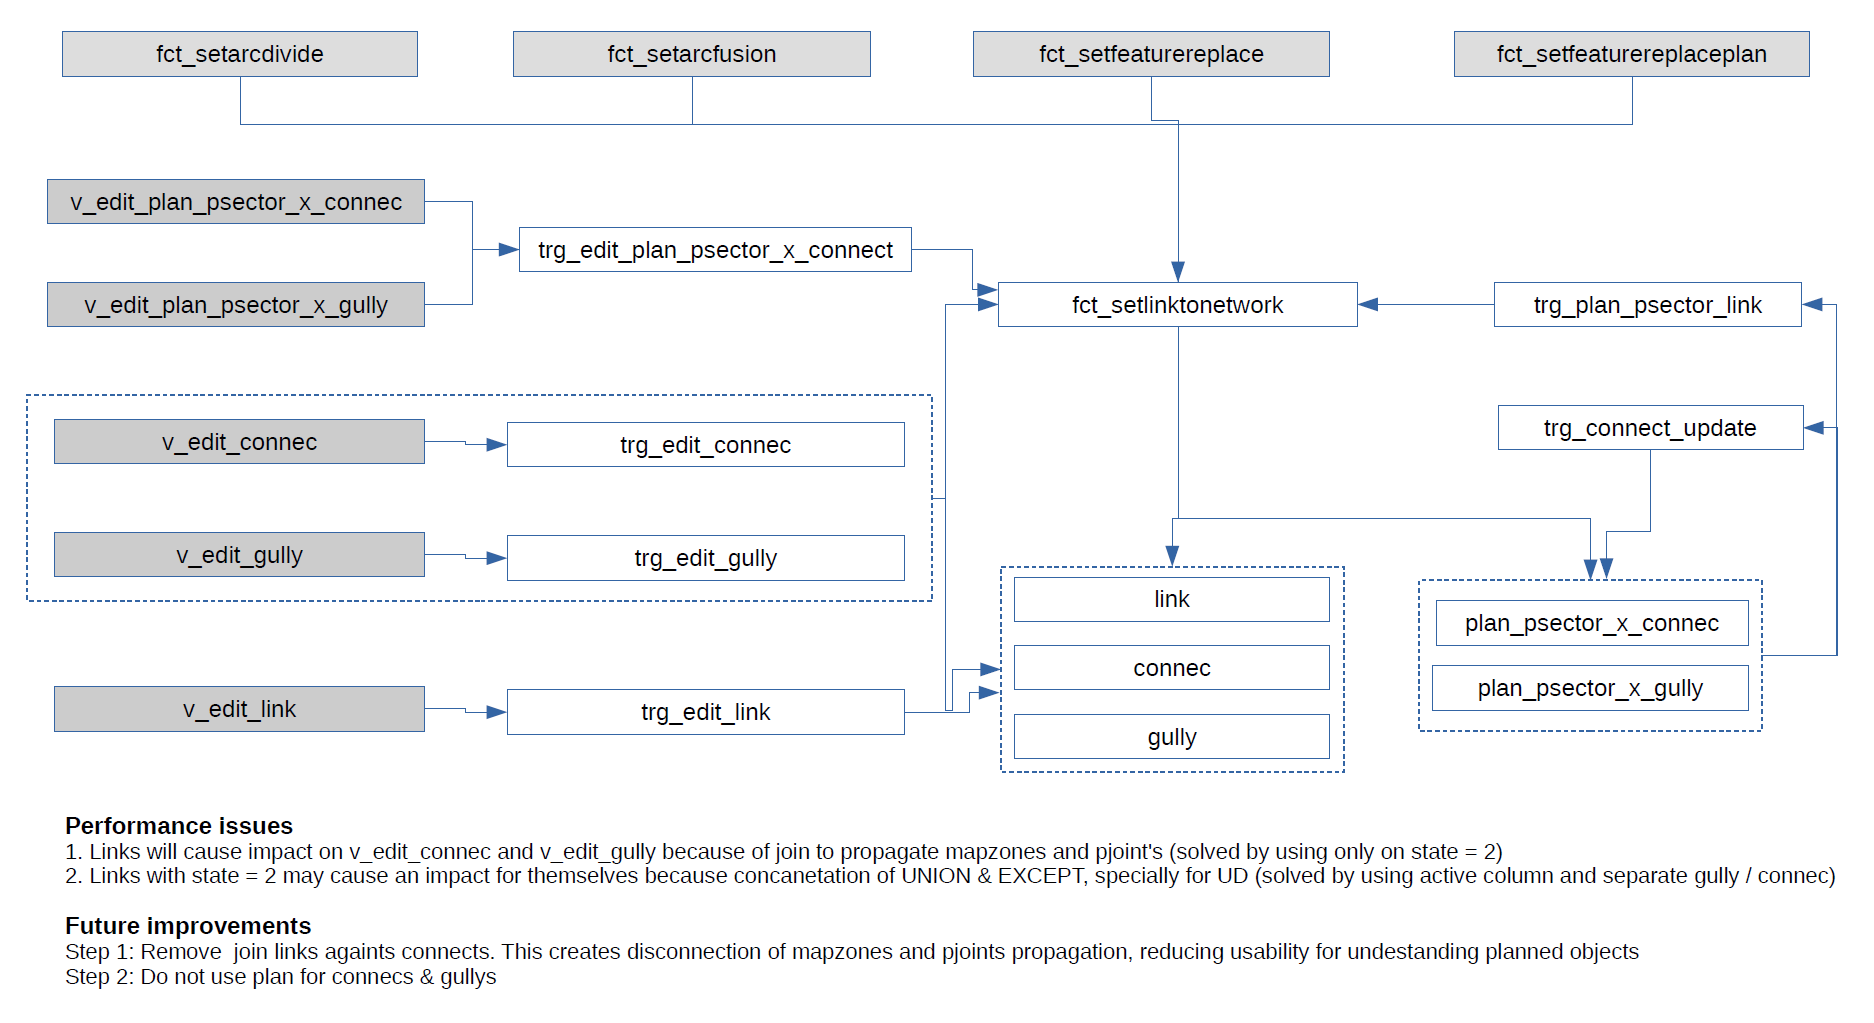 fct_setarcdivide
fct_setarcfusion
fct_setfeaturereplace
fct_setfeaturereplaceplan
v_edit_plan_psector_x_connec
trg_edit_plan_psector_x_connect
v_edit_plan_psector_x_gully
fct_setlinktonetwork
trg_plan_psector_link
v_edit_connec
trg_edit_connec
trg_connect_update
v_edit_gully
trg_edit_gully
link
plan_psector_x_connec
connec
plan_psector_x_gully
v_edit_link
trg_edit_link
gully
Performance issues
1. Links will cause impact on v_edit_connec and v_edit_gully because of join to propagate mapzones and pjoint's (solved by using only on state = 2)
2. Links with state = 2 may cause an impact for themselves because concanetation of UNION & EXCEPT, specially for UD (solved by using active column and separate gully / connec)
Future improvements
Step 1: Remove  join links againts connects. This creates disconnection of mapzones and pjoints propagation, reducing usability for undestanding planned objects
Step 2: Do not use plan for connecs & gullys